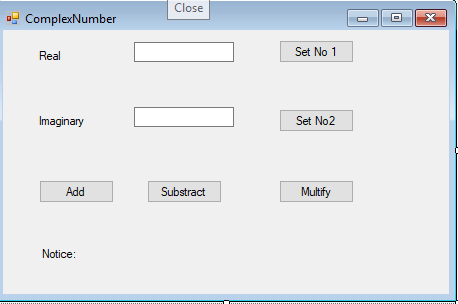 ComplexNumber
Close
Real
Set No 1
Imaginary
Set No2
Add
Substract
Multify
Notice: